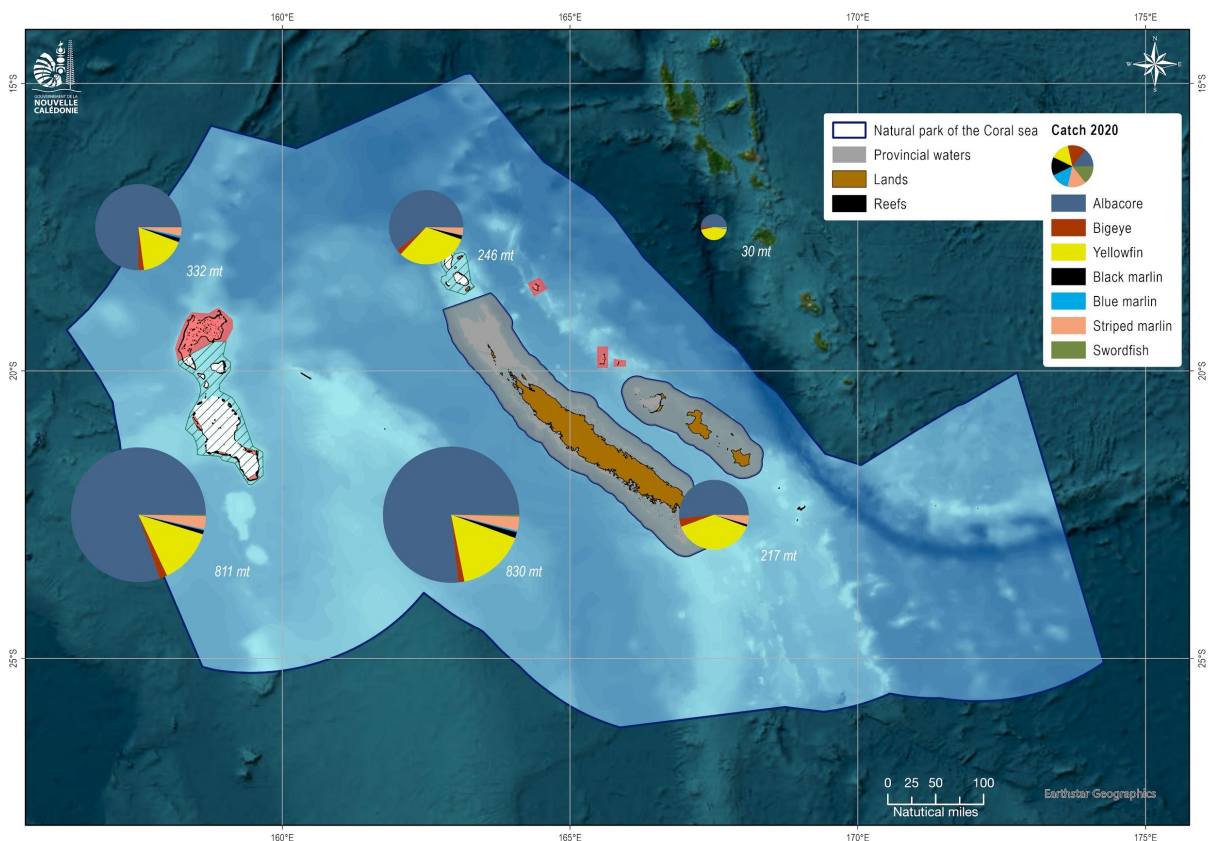 160°E
165°E
170°E
175°E
GOUVERNEMENT DE LA
NOUVELLE
CALÉDONIE
N
W
E
S
15°S
15°S
Natural park of the Coral sea
Provincial waters
Lands
Reefs
Catch 2020
Albacore
Bigeye
Yellowfin
Black marlin
Blue marlin
Striped marlin
Swordfish
332 mt
246 mt
30 mt
20°S
20°S
811 mt
830 mt
217 mt
25°S
25°S
0 25 50 100
Natutical miles
Earthstar Geographics
160°E
165°E
170°E
175°E